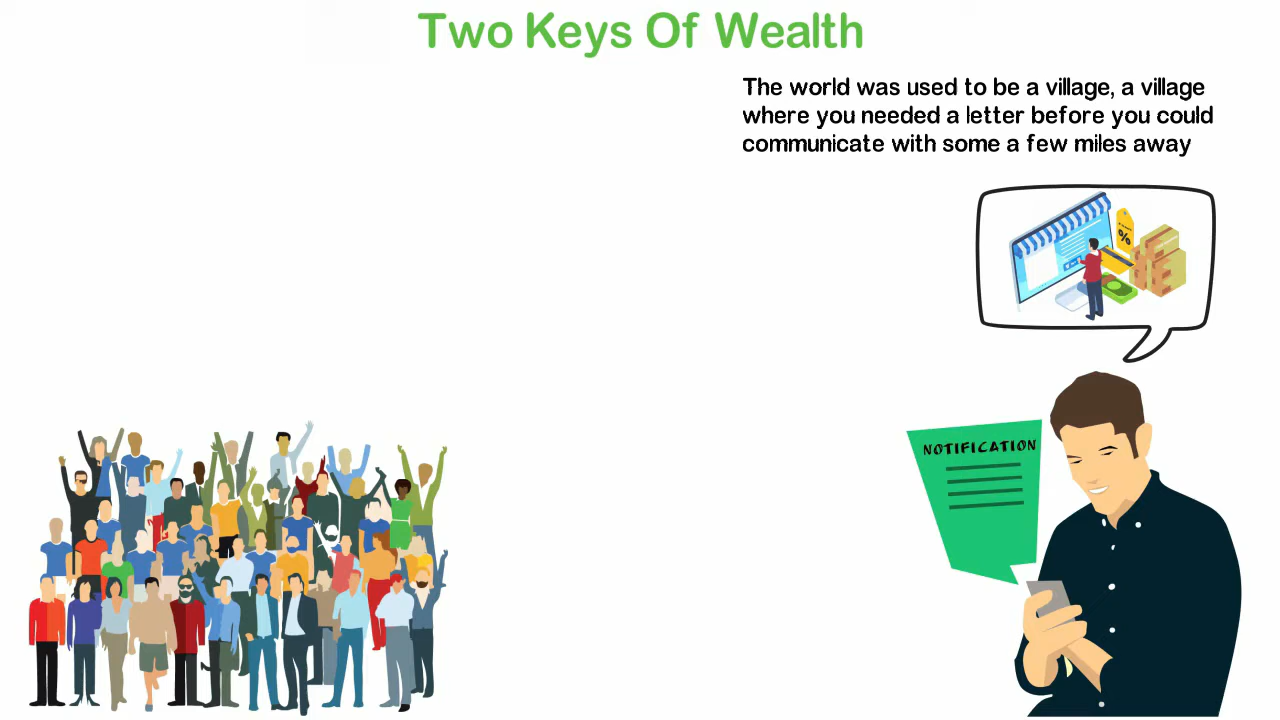 Two Keys Of Wealth
The world was used to be a village, a village
where you needed a letter before you could
communicate with some a few miles away
%
NOTIFICATION